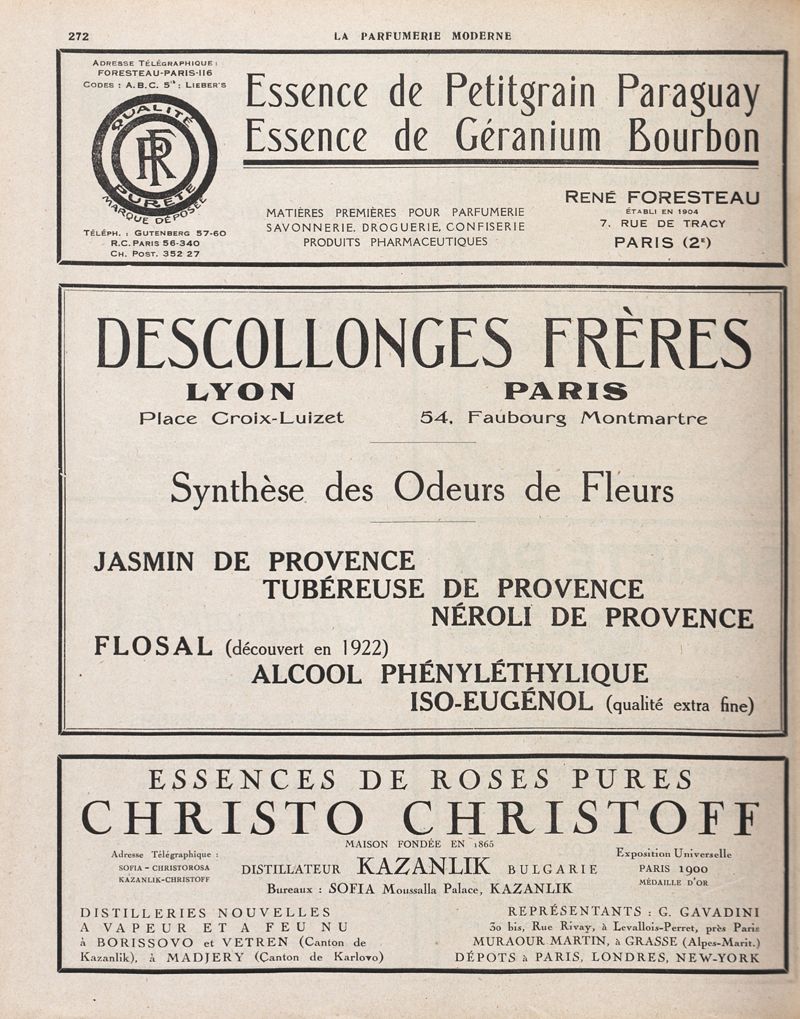 272
LA PARFUMERIE MODERNE
ADRESSE TÉLÉGRAPHIQUE :
FORESTEAU-PARIS-116
CODES : A.B.C. 5th : LIEBER'S
QUALITÉ
FR
PURETÉ
MARQUE DÉPOSÉE
TÉLÉPH. : GUTENBERG 57-60
R.C. PARIS 56-340
CH. POST. 352 27
Essence de Petitgrain Paraguay
Essence de Géranium Bourbon
MATIÈRES PREMIÈRES POUR PARFUMERIE
SAVONNERIE, DROGUERIE, CONFISERIE
PRODUITS PHARMACEUTIQUES
RENÉ FORESTEAU
ÉTABLI EN 1904
7, RUE DE TRACY
PARIS (2e)
DESCOLLONGES FRÈRES
LYON
Place Croix-Luizet
PARIS
54, Faubourg Montmartre
Synthèse des Odeurs de Fleurs
JASMIN DE PROVENCE
TUBÉREUSE DE PROVENCE
NÉROLI DE PROVENCE
FLOSAL (découvert en 1922)
ALCOOL PHÉNYLÉTHYLIQUE
ISO-EUGÉNOL (qualité extra fine)
ESSENCES DE ROSES PURES
CHRISTO CHRISTOFF
MAISON FONDÉE EN 1865
Adresse Télégraphique :
SOFIA - CHRISTOROSA
KAZANLIK-CHRISTOFF
DISTILLATEUR KAZANLIK BULGARIE
Bureaux : SOFIA Moussalla Palace, KAZANLIK
Exposition Universelle
PARIS 1900
MÉDAILLE D'OR
DISTILLERIES NOUVELLES
A VAPEUR ET A FEU NU
à BORISSOVO et VETREN (Canton de
Kazanlik), à MADJERY (Canton de Karlovo)
REPRÉSENTANTS : G. GAVADINI
30 bis, Rue Rivay, à Levallois-Perret, près Paris
MURAOUR MARTIN, à GRASSE (Alpes-Marit.)
DÉPOTS à PARIS, LONDRES, NEW-YORK